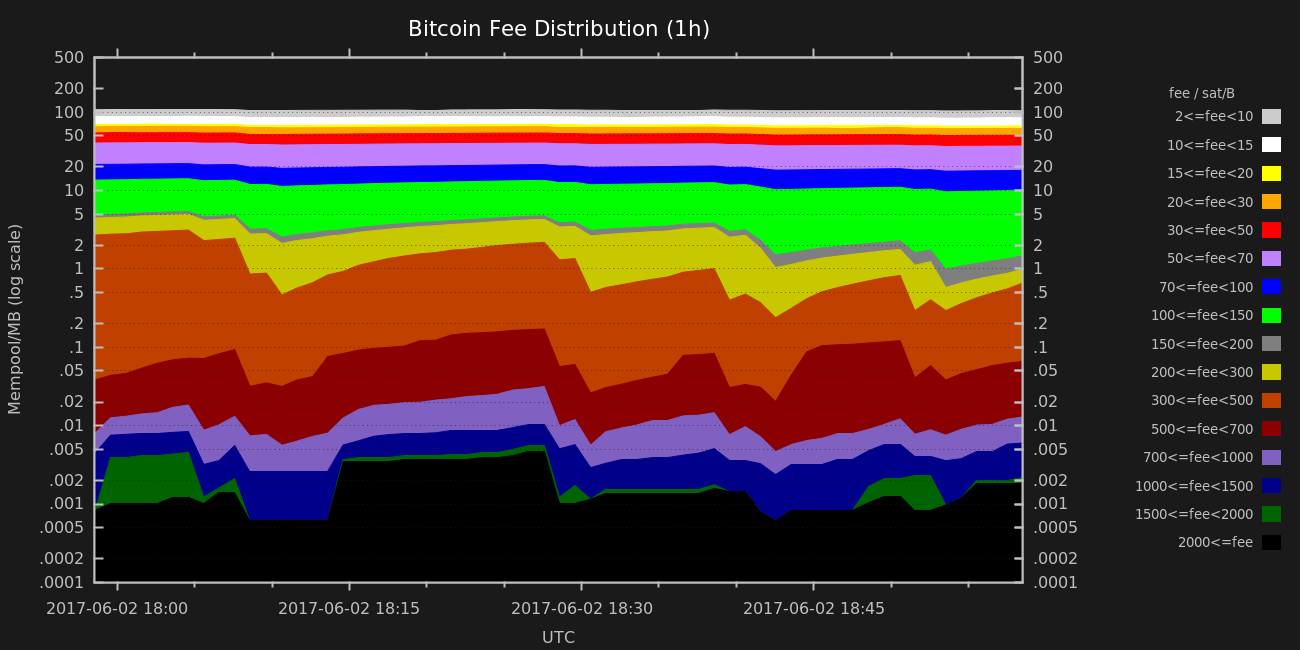 Bitcoin Fee Distribution (1h)
500
200
100
50
20
10
5
2
1
.5
.2
.1
.05
.02
.01
.005
.002
.001
.0005
.0002
.0001
Mempool/MB (log scale)
500
200
100
50
20
10
5
2
1
.5
.2
.1
.05
.02
.01
.005
.002
.001
.0005
.0002
.0001
2017-06-02 18:00
2017-06-02 18:15
2017-06-02 18:30
2017-06-02 18:45
UTC
fee / sat/B
2<=fee<10
10<=fee<15
15<=fee<20
20<=fee<30
30<=fee<50
50<=fee<70
70<=fee<100
100<=fee<150
150<=fee<200
200<=fee<300
300<=fee<500
500<=fee<700
700<=fee<1000
1000<=fee<1500
1500<=fee<2000
2000<=fee